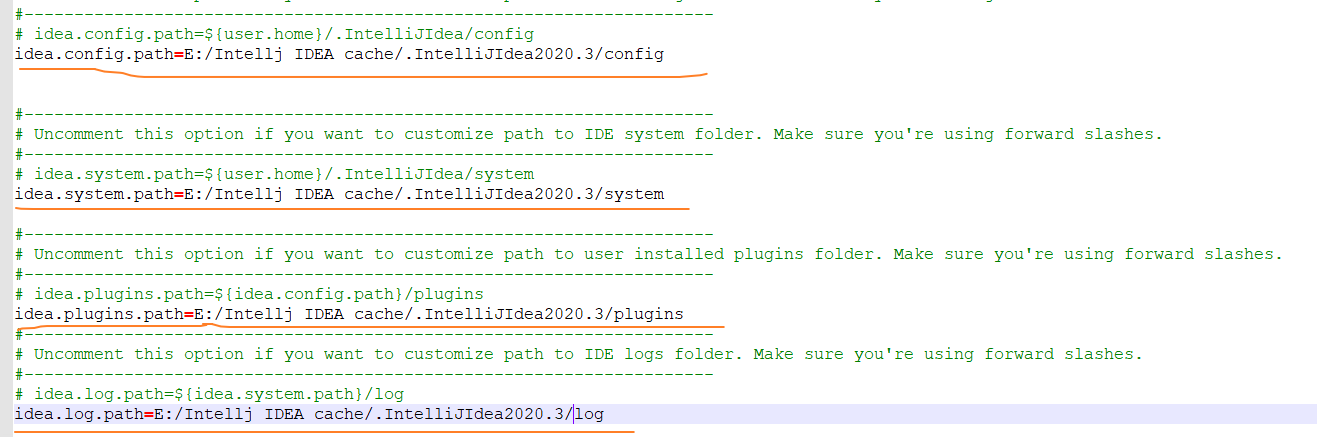 #---------------------------------------------------------------------
# idea.config.path=${user.home}/.IntelliJIdea/config
idea.config.path=E:/Intellj IDEA cache/.IntelliJIdea2020.3/config
#---------------------------------------------------------------------
# Uncomment this option if you want to customize path to IDE system folder. Make sure you're using forward slashes.
#---------------------------------------------------------------------
# idea.system.path=${user.home}/.IntelliJIdea/system
idea.system.path=E:/Intellj IDEA cache/.IntelliJIdea2020.3/system
#---------------------------------------------------------------------
# Uncomment this option if you want to customize path to user installed plugins folder. Make sure you're using forward slashes.
#---------------------------------------------------------------------
# idea.plugins.path=${idea.config.path}/plugins
idea.plugins.path=E:/Intellj IDEA cache/.IntelliJIdea2020.3/plugins
#---------------------------------------------------------------------
# Uncomment this option if you want to customize path to IDE logs folder. Make sure you're using forward slashes.
#---------------------------------------------------------------------
# idea.log.path=${idea.system.path}/log
idea.log.path=E:/Intellj IDEA cache/.IntelliJIdea2020.3/log